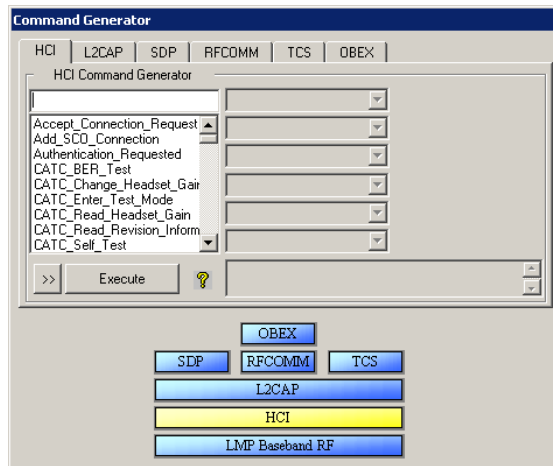 Command Generator
HCI L2CAP SDP RFCOMM TCS OBEX
HCI Command Generator
Accept_Connection_Request
Add_SCO_Connection
Authentication_Requested
CATC_BER_Test
CATC_Change_Headset_Gair
CATC_Enter_Test_Mode
CATC_Read_Headset_Gain
CATC_Read_Revision_Inform
CATC_Self_Test
>> Execute ?
OBEX
SDP RFCOMM TCS
L2CAP
HCI
LMP Baseband RF